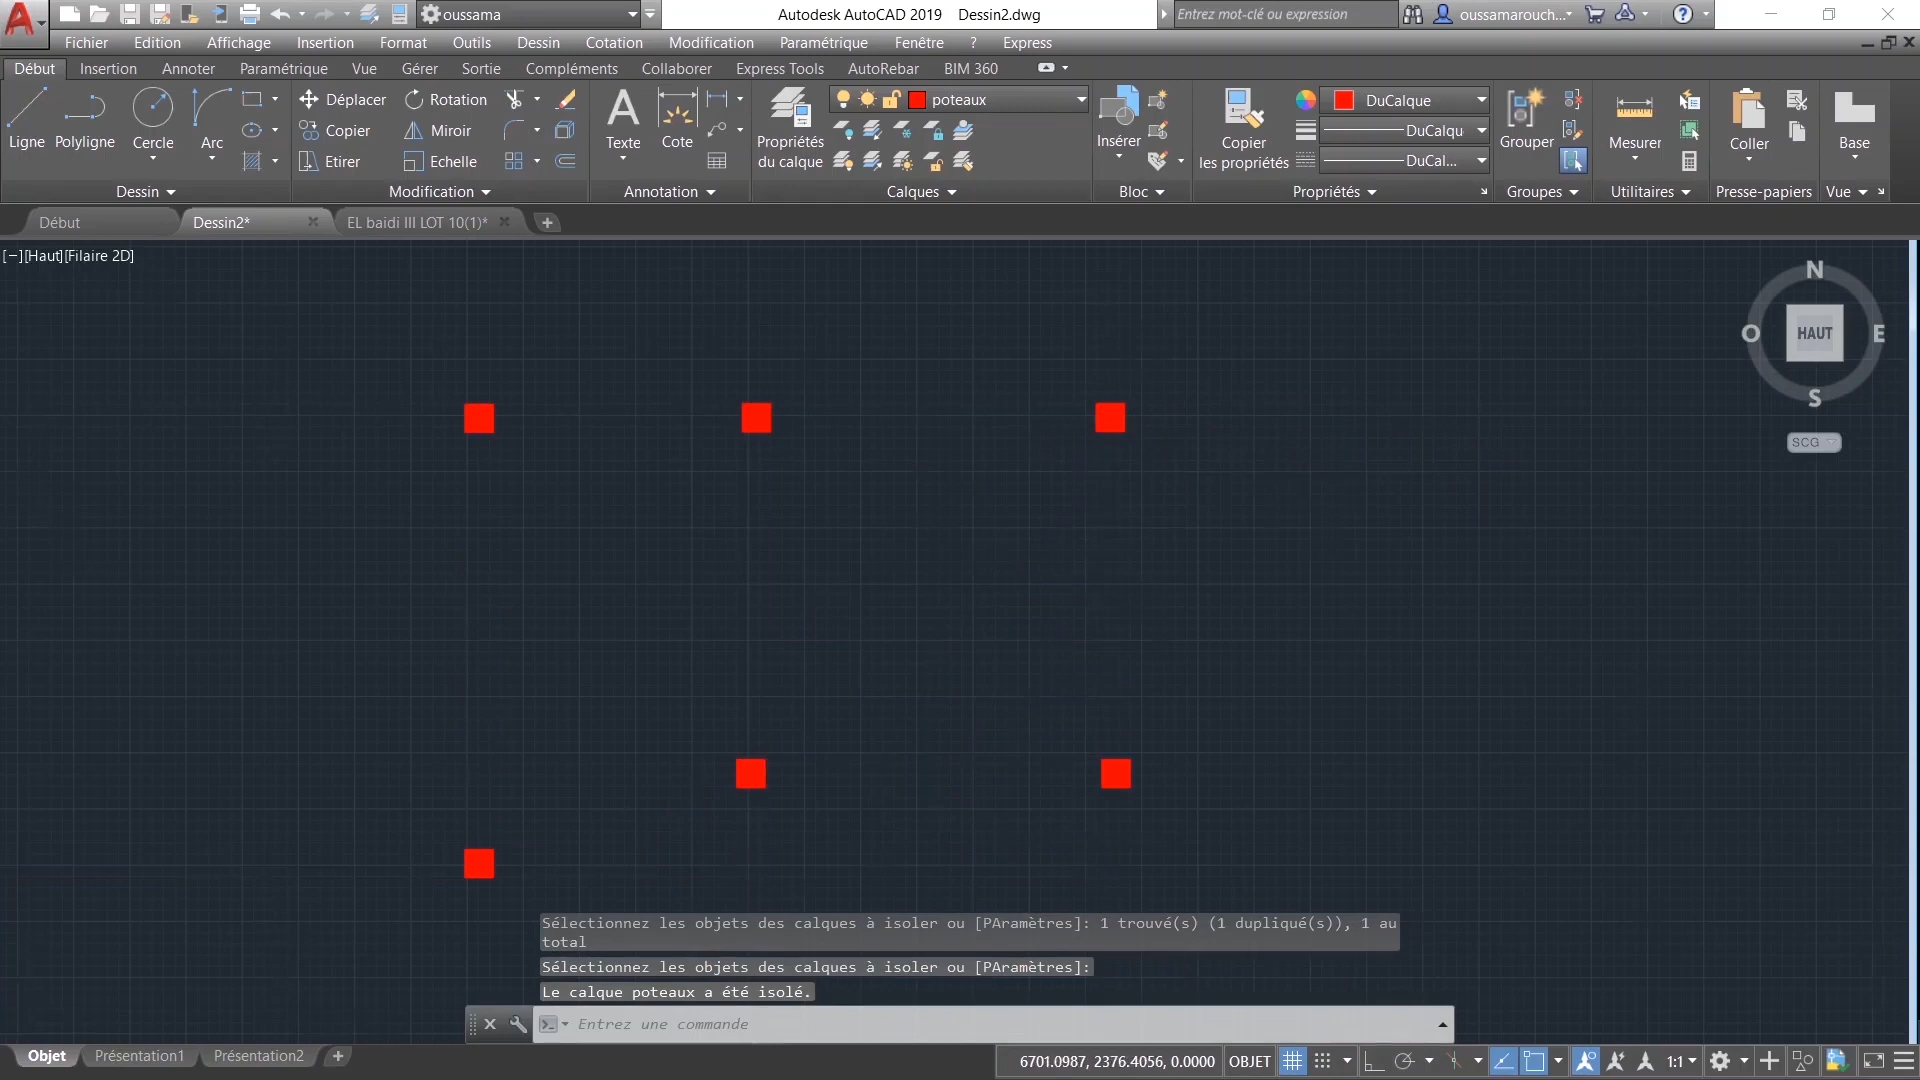 oussama
Autodesk AutoCAD 2019 Dessin2.dwg
Entrez mot-clé ou expression
oussamarouch...
?
Fichier Edition Affichage Insertion Format Outils Dessin Cotation Modification Paramétrique Fenêtre ? Express
Début Insertion Annoter Paramétrique Vue Gérer Sortie Compléments Collaborer Express Tools AutoRebar BIM 360
Déplacer Rotation poteaux DuCalque
Copier Miroir DuCalqu
Ligne Polyligne Cercle Arc Texte Cote Propriétés Insérer Copier Grouper Mesurer Coller Base
Etirer Echelle du calque les propriétés DuCal...
Dessin Modification Annotation Calques Bloc Propriétés Groupes Utilitaires Presse-papiers Vue
Début Dessin2* EL baidi III LOT 10(1)*
[−][Haut][Filaire 2D]
N
O HAUT E
S
SCG
Sélectionnez les objets des calques à isoler ou [PAramètres]: 1 trouvé(s) (1 dupliqué(s)), 1 au
total
Sélectionnez les objets des calques à isoler ou [PAramètres]:
Le calque poteaux a été isolé.
Entrez une commande
Objet Présentation1 Présentation2
6701.0987, 2376.4056, 0.0000 OBJET 1:1